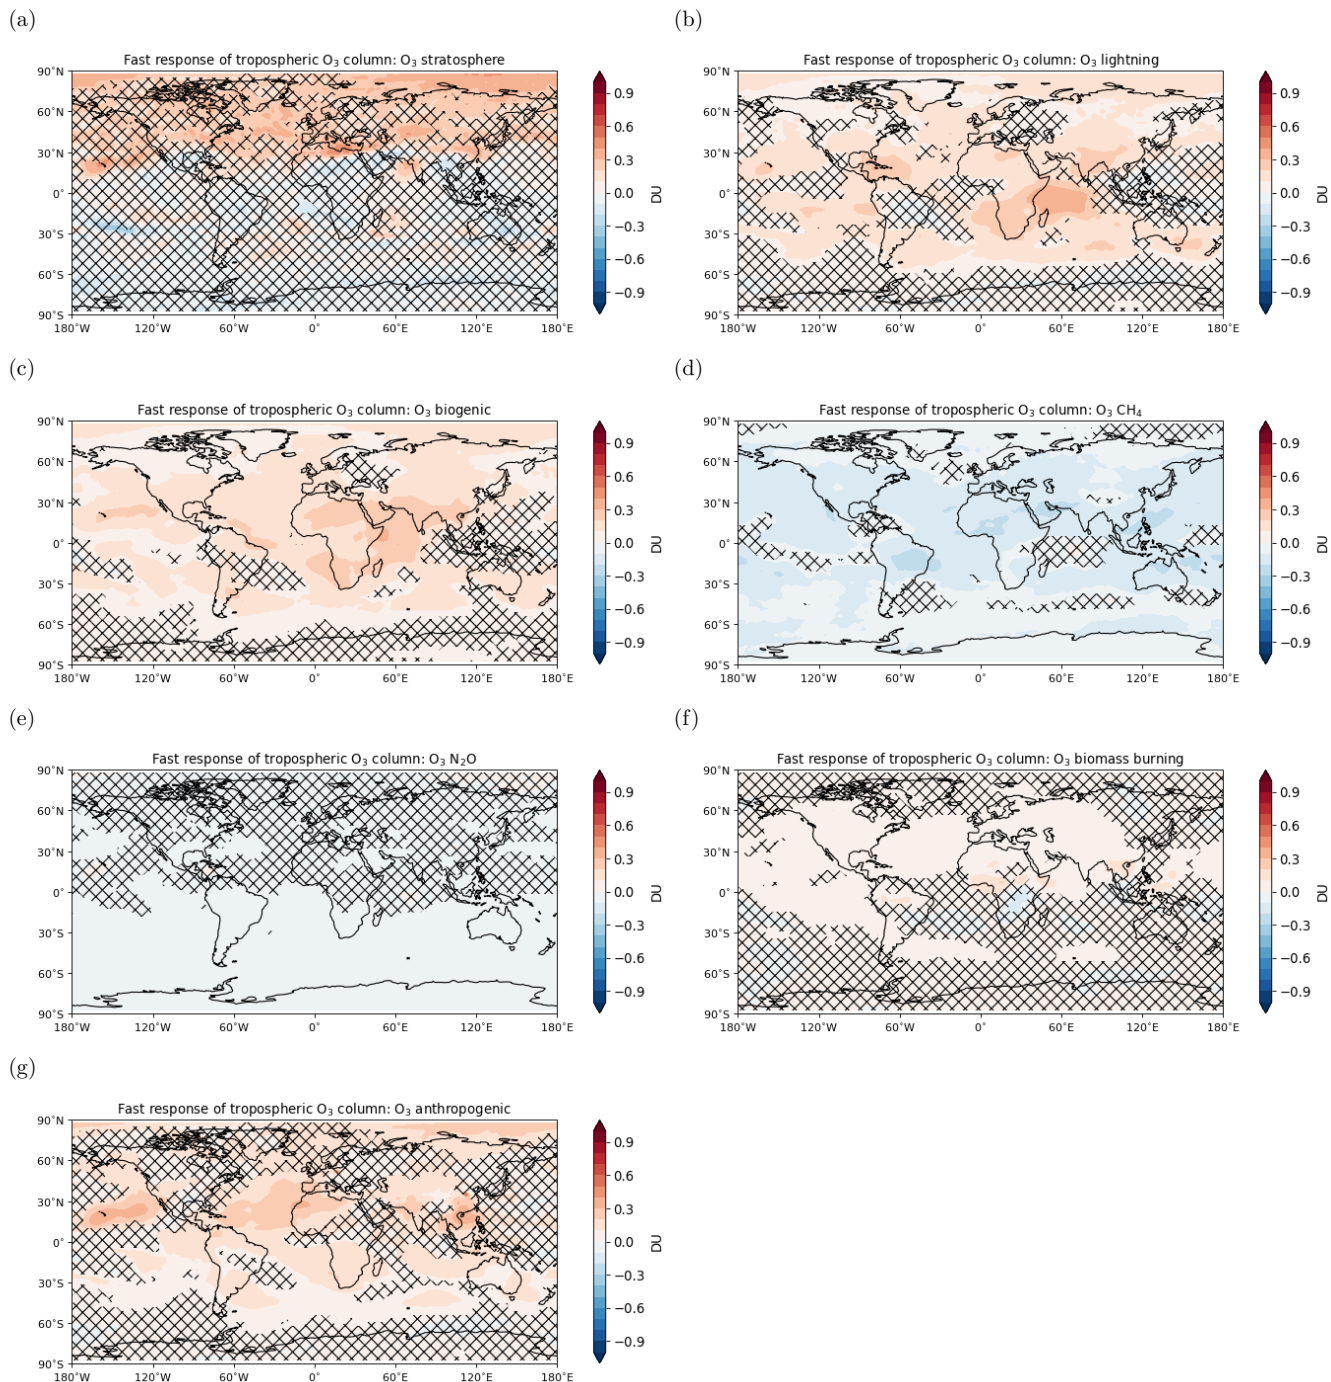 (a)
Fast response of tropospheric O₃ column: O₃ stratosphere
90°N
60°N
30°N
0°
30°S
60°S
90°S
180°W 120°W 60°W 0° 60°E 120°E 180°E
0.9
0.6
0.3
0.0
−0.3
−0.6
−0.9
DU
(b)
Fast response of tropospheric O₃ column: O₃ lightning
90°N
60°N
30°N
0°
30°S
60°S
90°S
180°W 120°W 60°W 0° 60°E 120°E 180°E
0.9
0.6
0.3
0.0
−0.3
−0.6
−0.9
DU
(c)
Fast response of tropospheric O₃ column: O₃ biogenic
90°N
60°N
30°N
0°
30°S
60°S
90°S
180°W 120°W 60°W 0° 60°E 120°E 180°E
0.9
0.6
0.3
0.0
−0.3
−0.6
−0.9
DU
(d)
Fast response of tropospheric O₃ column: O₃ CH₄
90°N
60°N
30°N
0°
30°S
60°S
90°S
180°W 120°W 60°W 0° 60°E 120°E 180°E
0.9
0.6
0.3
0.0
−0.3
−0.6
−0.9
DU
(e)
Fast response of tropospheric O₃ column: O₃ N₂O
90°N
60°N
30°N
0°
30°S
60°S
90°S
180°W 120°W 60°W 0° 60°E 120°E 180°E
0.9
0.6
0.3
0.0
−0.3
−0.6
−0.9
DU
(f)
Fast response of tropospheric O₃ column: O₃ biomass burning
90°N
60°N
30°N
0°
30°S
60°S
90°S
180°W 120°W 60°W 0° 60°E 120°E 180°E
0.9
0.6
0.3
0.0
−0.3
−0.6
−0.9
DU
(g)
Fast response of tropospheric O₃ column: O₃ anthropogenic
90°N
60°N
30°N
0°
30°S
60°S
90°S
180°W 120°W 60°W 0° 60°E 120°E 180°E
0.9
0.6
0.3
0.0
−0.3
−0.6
−0.9
DU